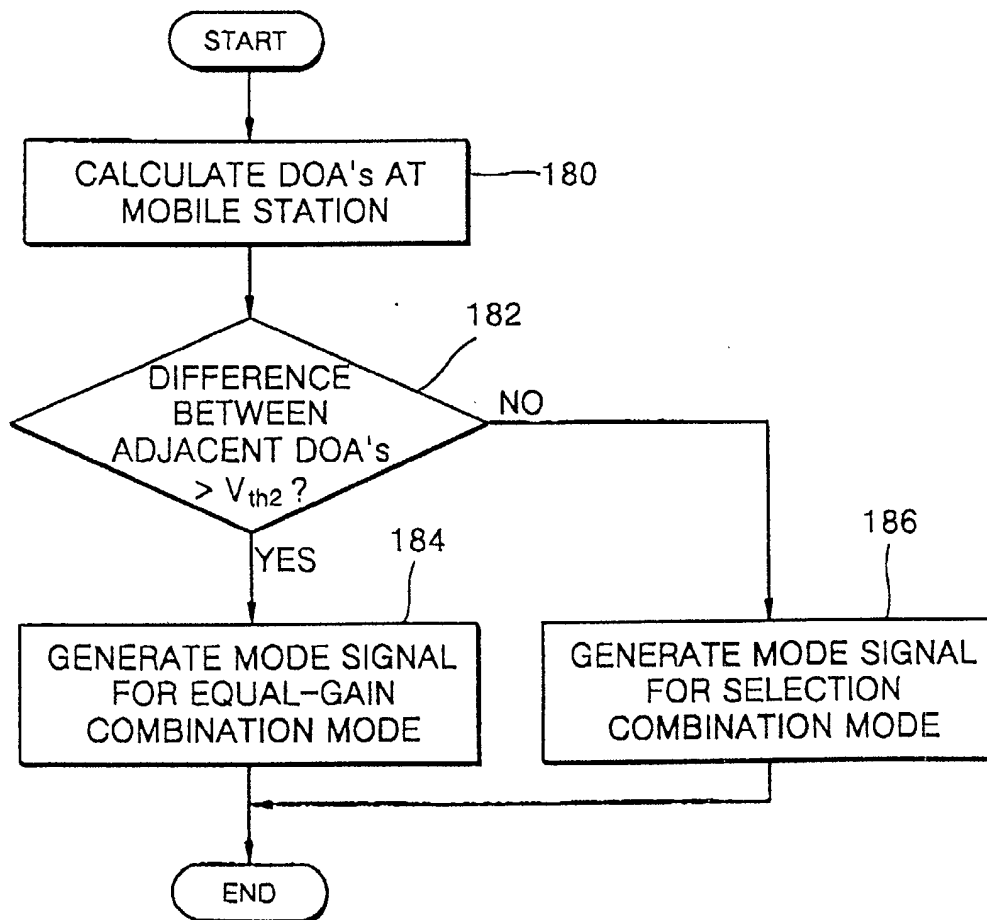 START
CALCULATE DOA's AT
MOBILE STATION
180
182
DIFFERENCE
BETWEEN
ADJACENT DOA's
> Vth2 ?
NO
YES
184
186
GENERATE MODE SIGNAL
FOR EQUAL-GAIN
COMBINATION MODE
GENERATE MODE SIGNAL
FOR SELECTION
COMBINATION MODE
END